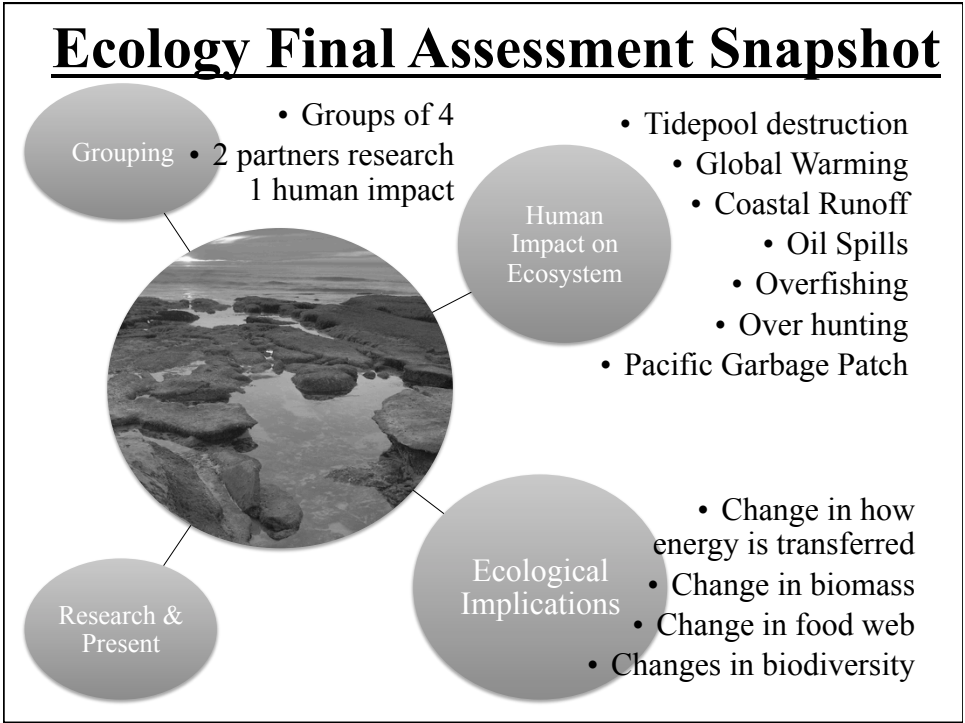 Ecology Final Assessment Snapshot
Grouping
• Groups of 4
• 2 partners research
1 human impact
Human
Impact on
Ecosystem
• Tidepool destruction
• Global Warming
• Coastal Runoff
• Oil Spills
• Overfishing
• Over hunting
• Pacific Garbage Patch
Ecological
Implications
• Change in how
energy is transferred
• Change in biomass
• Change in food web
• Changes in biodiversity
Research &
Present